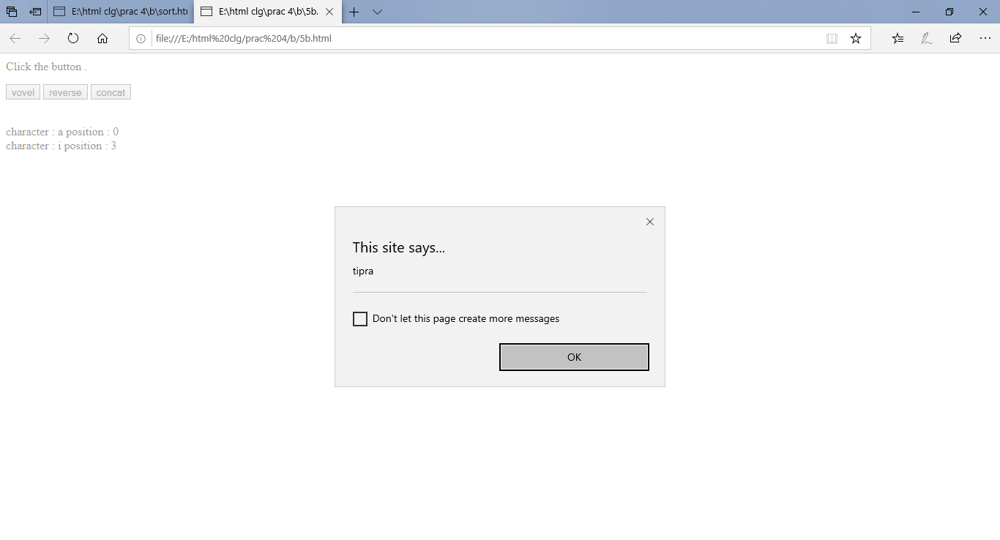 E:\html clg\prac 4\b\sort.htm
E:\html clg\prac 4\b\5b.
file:///E:/html%20clg/prac%204/b/5b.html
Click the button .
vovel reverse concat
character : a position : 0
character : i position : 3
This site says...
tipra
Don't let this page create more messages
OK